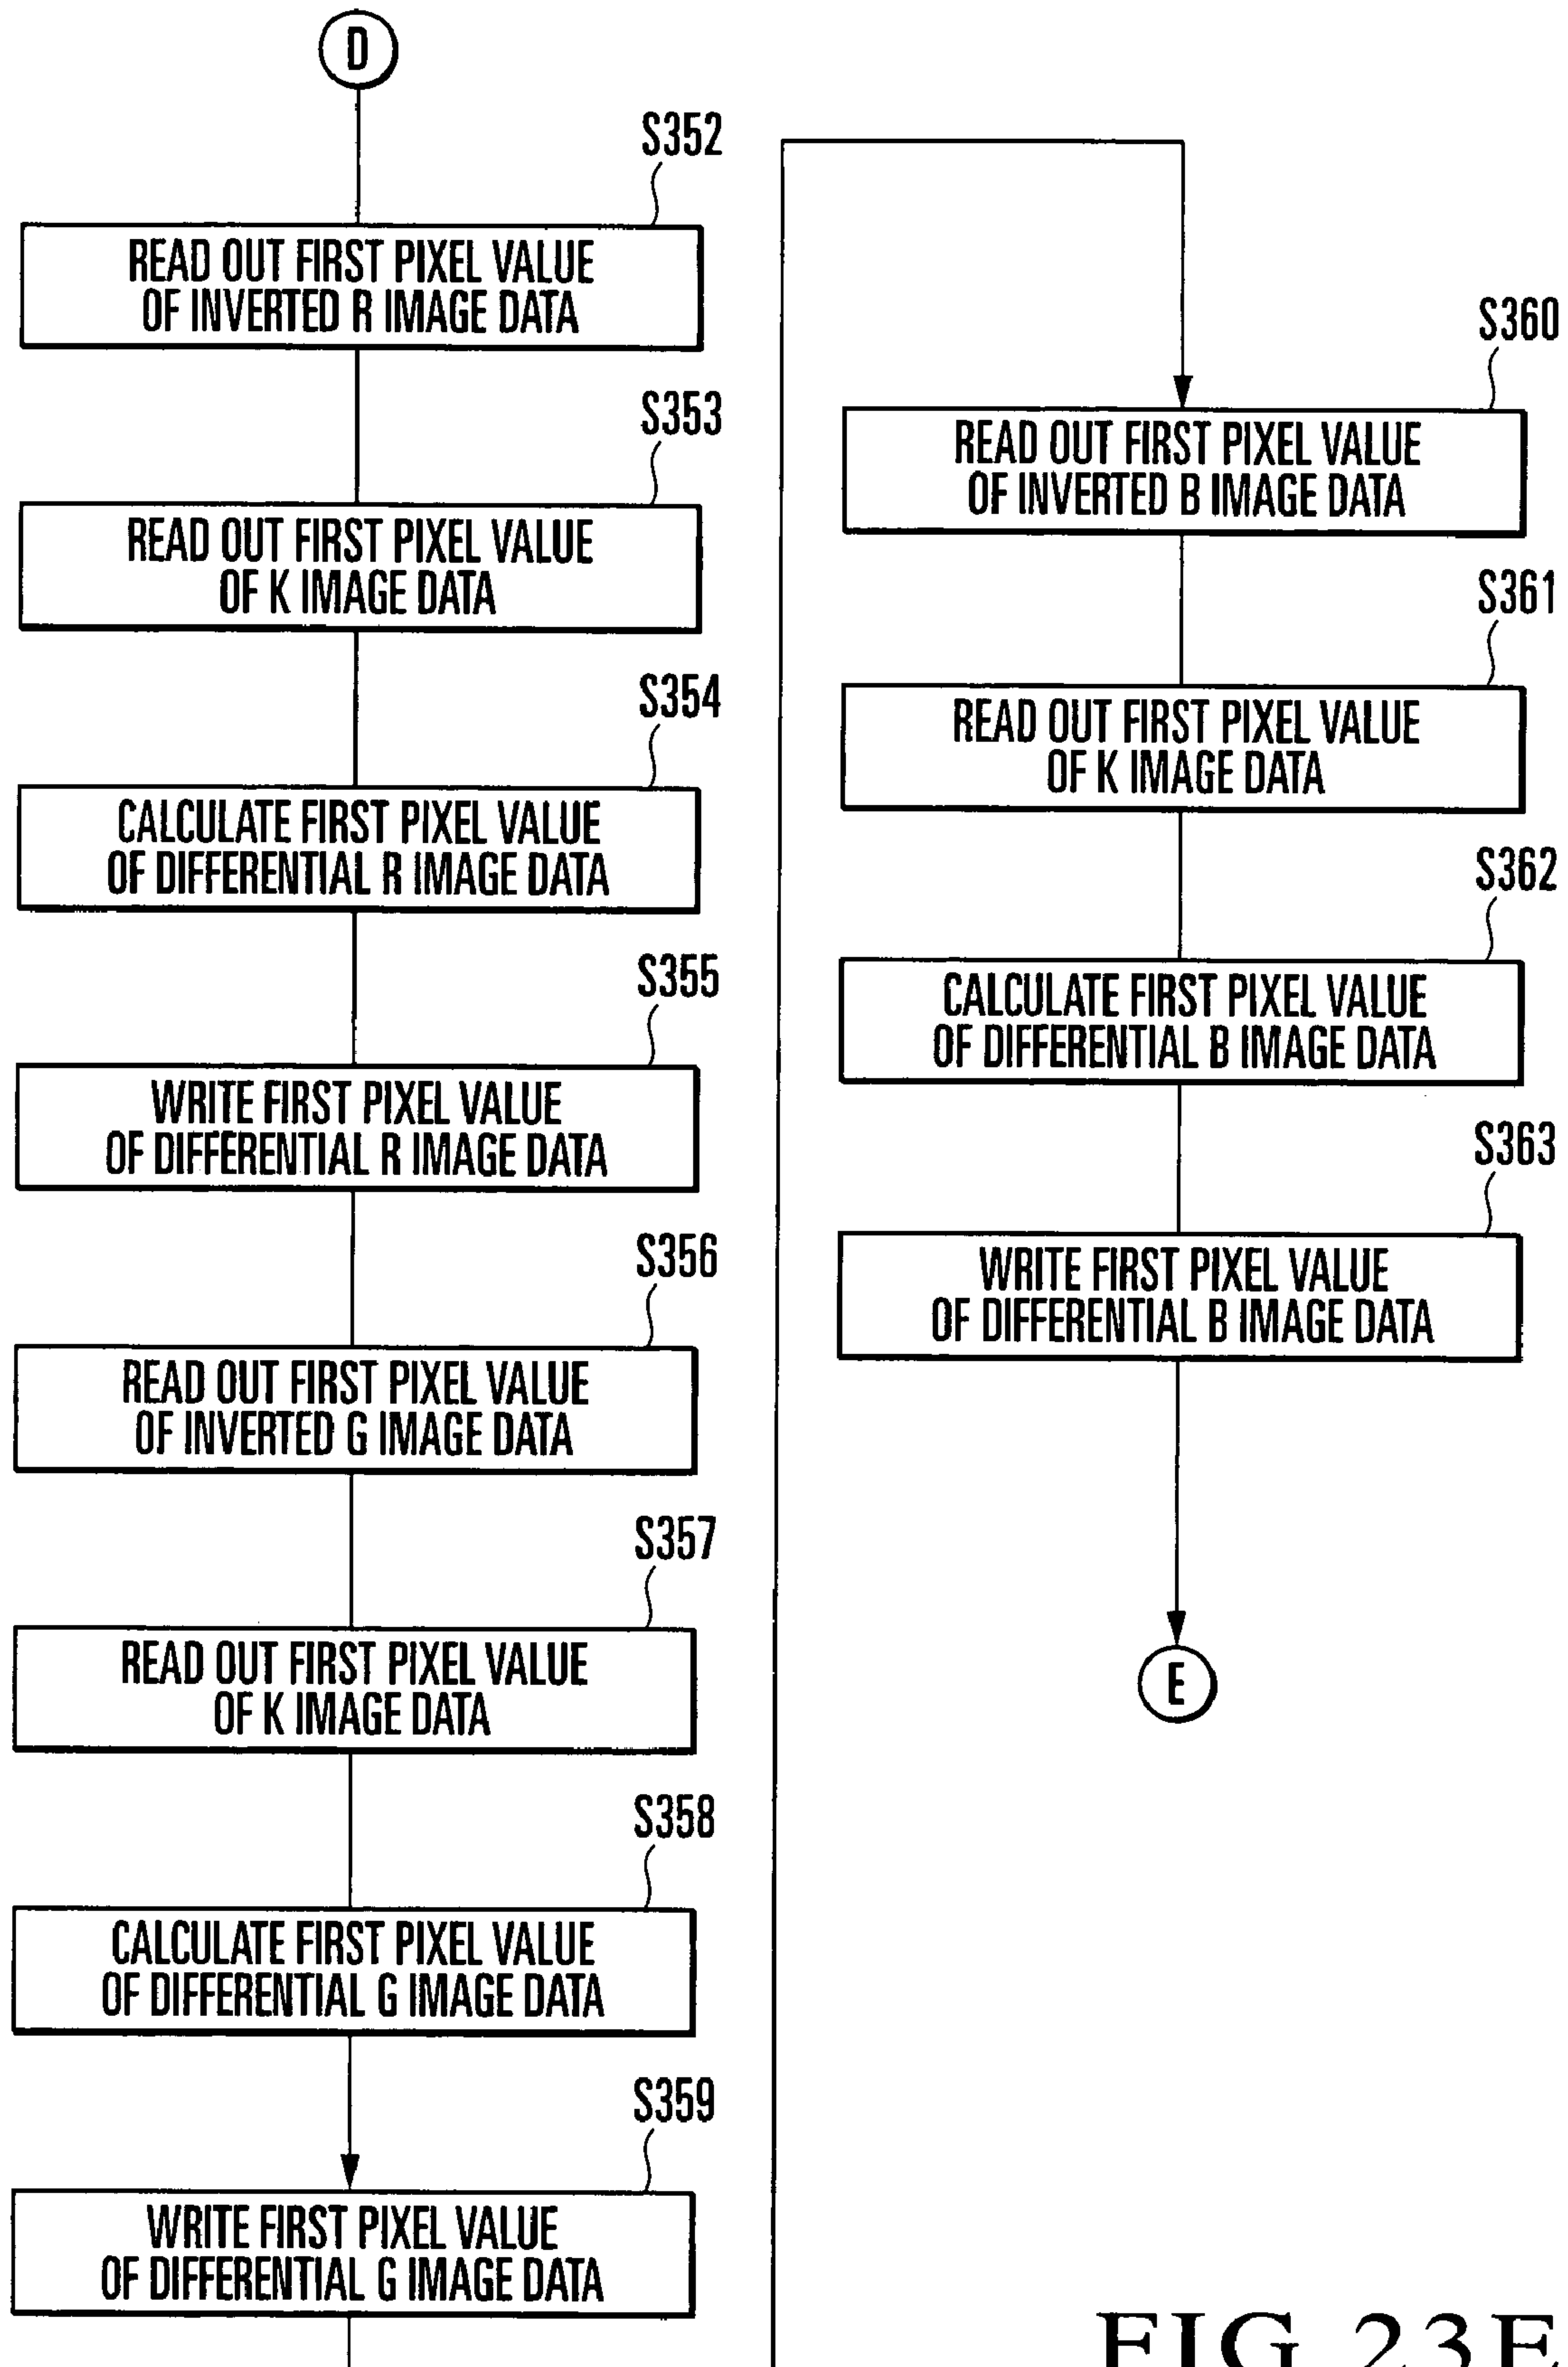 D
S352
READ OUT FIRST PIXEL VALUE
OF INVERTED R IMAGE DATA
S353
READ OUT FIRST PIXEL VALUE
OF K IMAGE DATA
S354
CALCULATE FIRST PIXEL VALUE
OF DIFFERENTIAL R IMAGE DATA
S355
WRITE FIRST PIXEL VALUE
OF DIFFERENTIAL R IMAGE DATA
S356
READ OUT FIRST PIXEL VALUE
OF INVERTED G IMAGE DATA
S357
READ OUT FIRST PIXEL VALUE
OF K IMAGE DATA
S358
CALCULATE FIRST PIXEL VALUE
OF DIFFERENTIAL G IMAGE DATA
S359
WRITE FIRST PIXEL VALUE
OF DIFFERENTIAL G IMAGE DATA
S360
READ OUT FIRST PIXEL VALUE
OF INVERTED B IMAGE DATA
S361
READ OUT FIRST PIXEL VALUE
OF K IMAGE DATA
S362
CALCULATE FIRST PIXEL VALUE
OF DIFFERENTIAL B IMAGE DATA
S363
WRITE FIRST PIXEL VALUE
OF DIFFERENTIAL B IMAGE DATA
E
FIG 23E